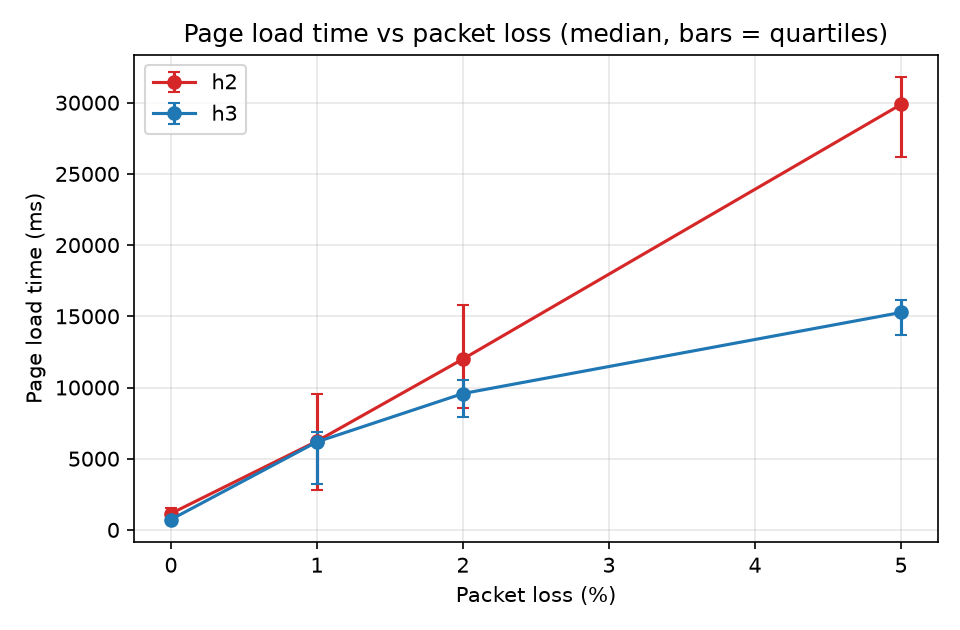 Page load time vs packet loss (median, bars = quartiles)
h2
h3
Page load time (ms)
30000
25000
20000
15000
10000
5000
0
0 1 2 3 4 5
Packet loss (%)